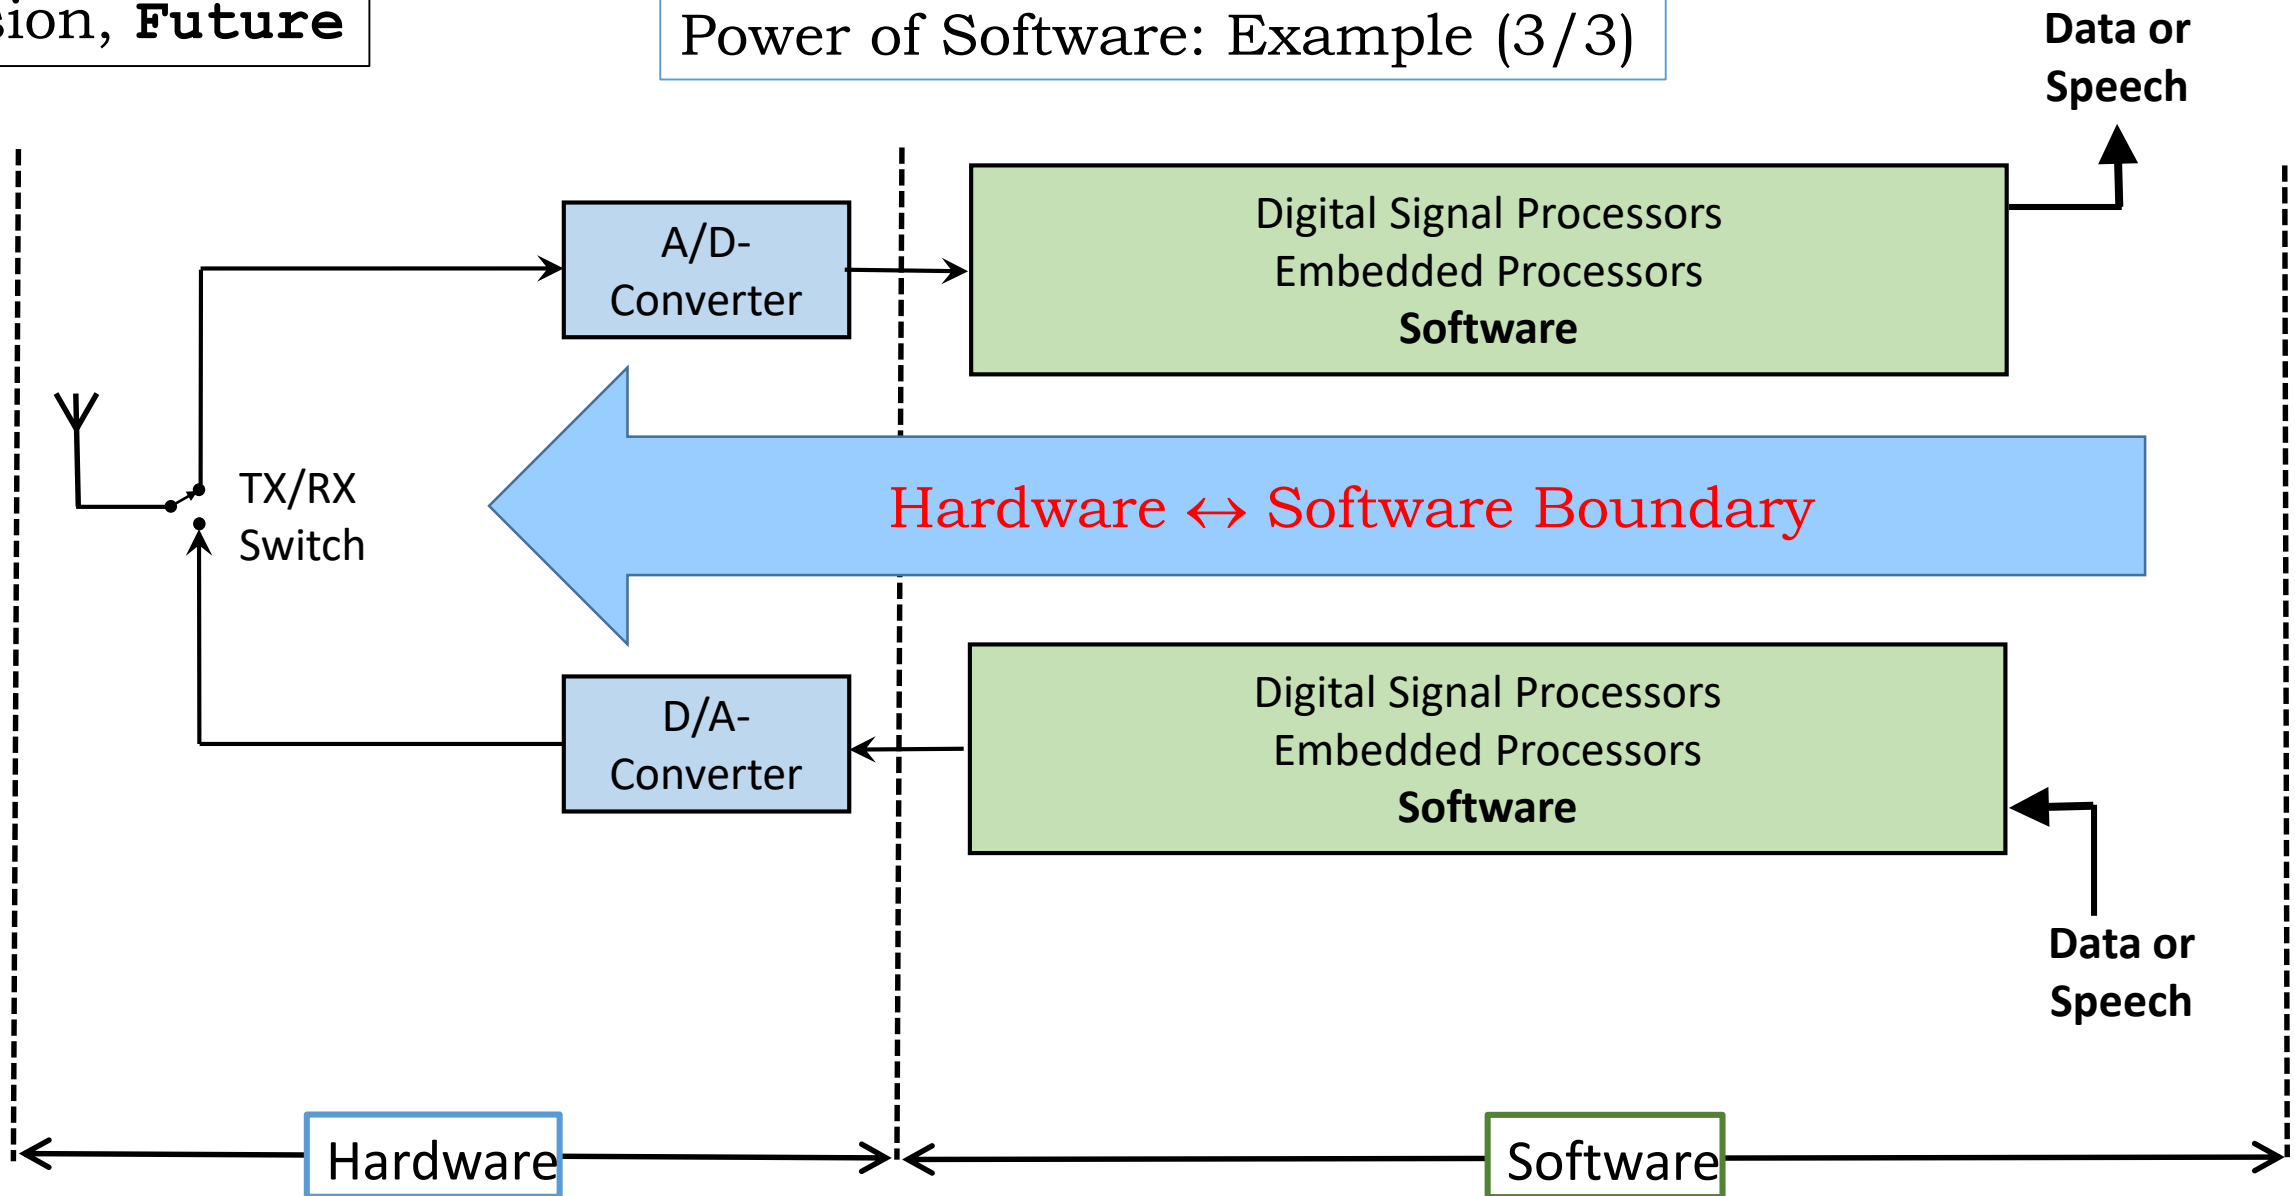 Future
Power of Software: Example (3/3)
Data or
Speech
A/D-
Converter
Digital Signal Processors
Embedded Processors
Software
TX/RX
Switch
Hardware ↔ Software Boundary
D/A-
Converter
Digital Signal Processors
Embedded Processors
Software
Data or
Speech
Hardware
Software